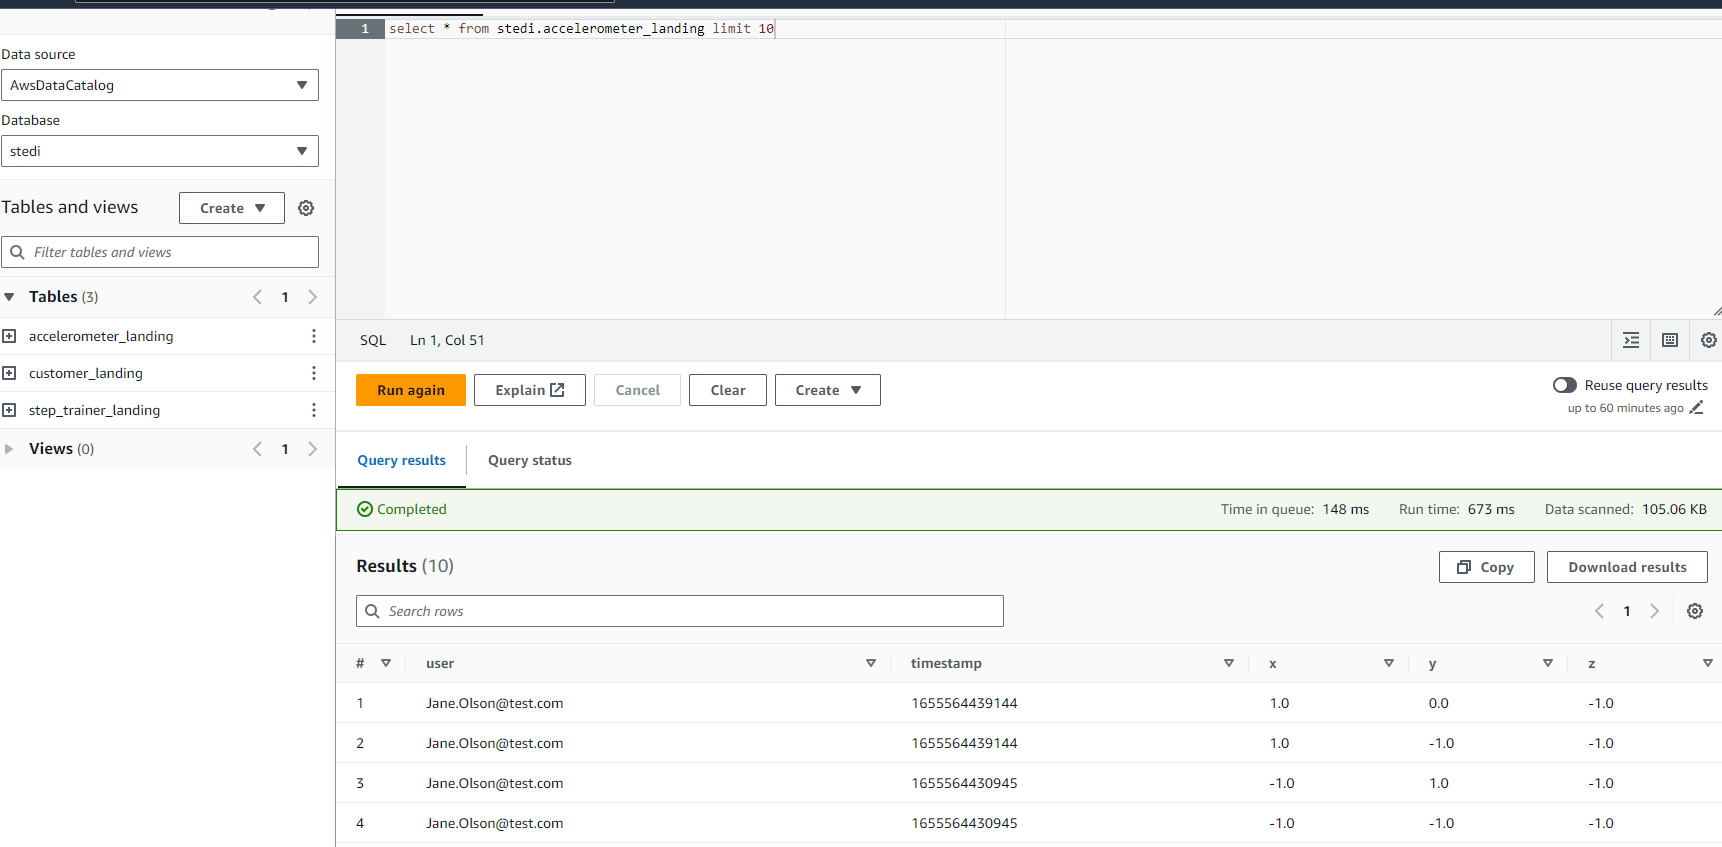 Data source
AwsDataCatalog
Database
stedi
Tables and views
Create
Filter tables and views
Tables (3)
1
accelerometer_landing
customer_landing
step_trainer_landing
Views (0)
1
1 select * from stedi.accelerometer_landing limit 10
SQL Ln 1, Col 51
Run again Explain Cancel Clear Create
Reuse query results
up to 60 minutes ago
Query results Query status
Completed Time in queue: 148 ms Run time: 673 ms Data scanned: 105.06 KB
Results (10)
Copy Download results
Search rows
1
# user timestamp x y z
1 Jane.Olson@test.com 1655564439144 1.0 0.0 -1.0
2 Jane.Olson@test.com 1655564439144 1.0 -1.0 -1.0
3 Jane.Olson@test.com 1655564430945 -1.0 1.0 -1.0
4 Jane.Olson@test.com 1655564430945 -1.0 -1.0 -1.0